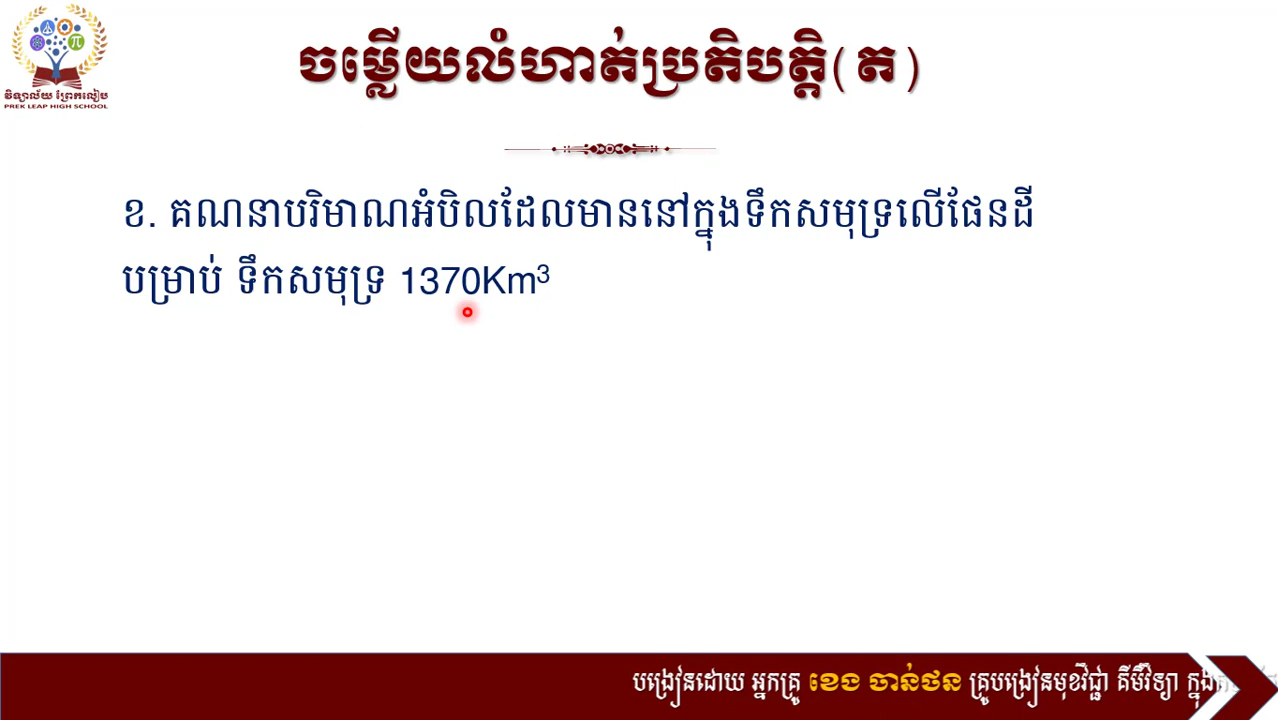 វិទ្យាល័យ ព្រែកលៀប
PREK LEAP HIGH SCHOOL
ចម្លើយលំហាត់ប្រតិបត្តិ(ត)
ខ. គណនាបរិមាណអំបិលដែលមាននៅក្នុងទឹកសមុទ្រលើផែនដី
បម្រាប់ ទឹកសមុទ្រ 1370Km³
បង្រៀនដោយ អ្នកគ្រូ ខេង ចាន់ថន គ្រូបង្រៀនមុខវិជ្ជា គីមីវិទ្យា ក្នុង